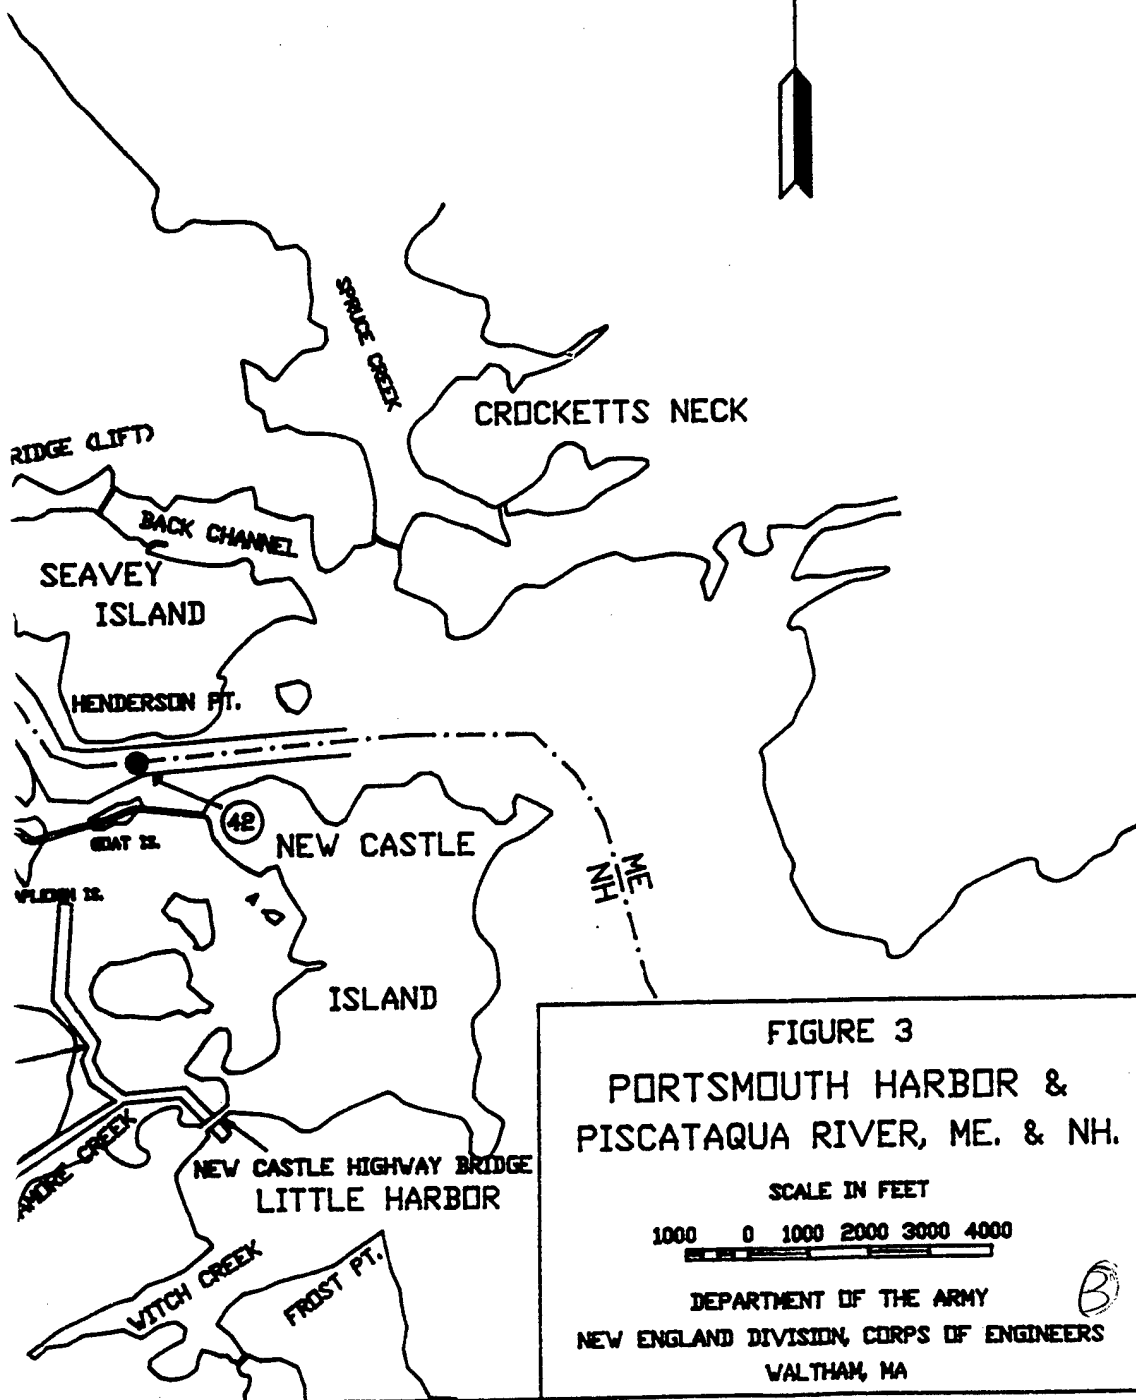 SPRUCE CREEK
CROCKETTS NECK
RIDGE (LIFT)
BACK CHANNEL
SEAVEY
ISLAND
HENDERSON PT.
42
NEW CASTLE
GOAT IS.
IS.
ME
NH
ISLAND
MORE CREEK
NEW CASTLE HIGHWAY BRIDGE
LITTLE HARBOR
WITCH CREEK
FROST PT.
FIGURE 3
PORTSMOUTH HARBOR &
PISCATAQUA RIVER, ME. & NH.
SCALE IN FEET
1000 0 1000 2000 3000 4000
DEPARTMENT OF THE ARMY
NEW ENGLAND DIVISION, CORPS OF ENGINEERS
WALTHAM, MA
B